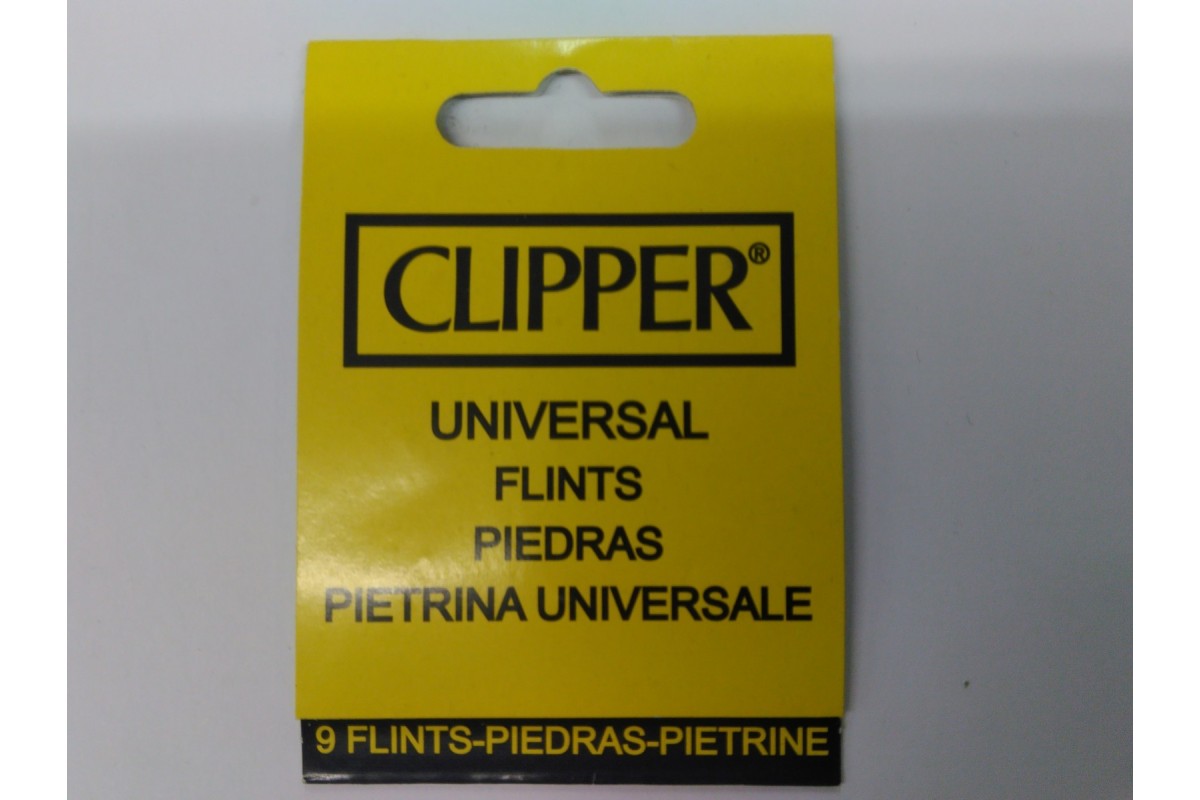 CLIPPER®
UNIVERSAL
FLINTS
PIEDRAS
PIETRINA UNIVERSALE
9 FLINTS-PIEDRAS-PIETRINE